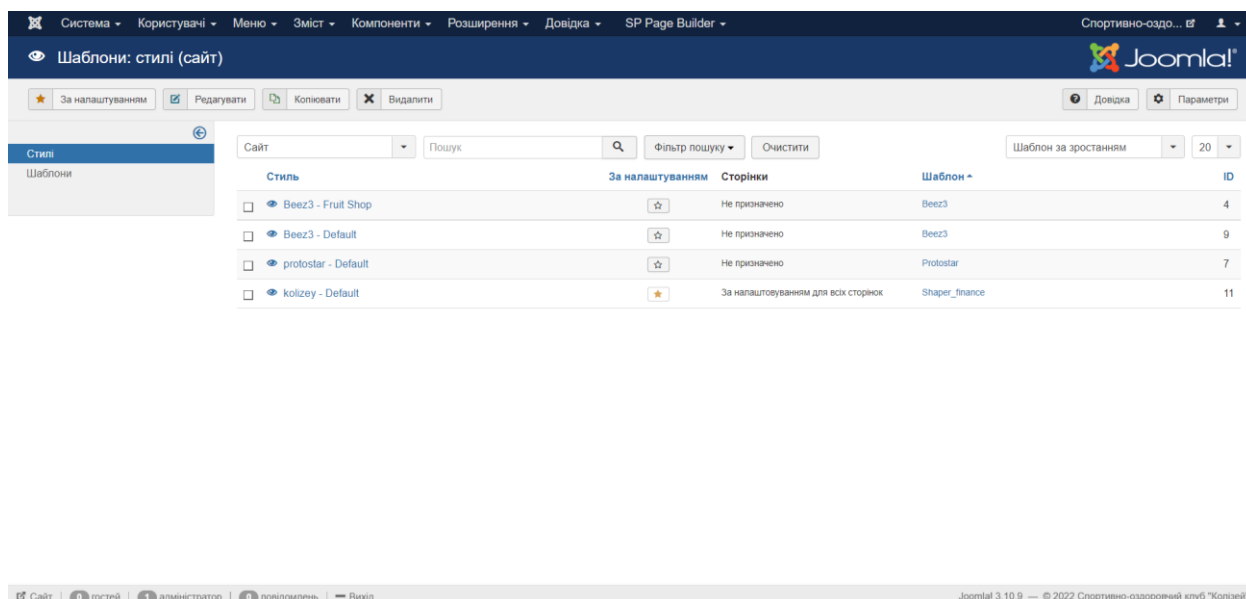 Система Користувачі Меню Зміст Компоненти Розширення Довідка SP Page Builder Спортивно-оздо...
Шаблони: стилі (сайт) Joomla!
За налаштуванням Редагувати Копіювати Видалити Довідка Параметри
Сайт Пошук Фільтр пошуку Очистити Шаблон за зростанням 20
Стилі
Шаблони
Стиль За налаштуванням Сторінки Шаблон ID
Beez3 - Fruit Shop Не призначено Beez3 4
Beez3 - Default Не призначено Beez3 9
protostar - Default Не призначено Protostar 7
kolizey - Default За налаштовуванням для всіх сторінок Shaper_finance 11
Сайт | 0 гостей | 1 адміністратор | 0 повідомлень | Вихід Joomla! 3.10.9 — © 2022 Спортивно-оздоровчий клуб "Колізей